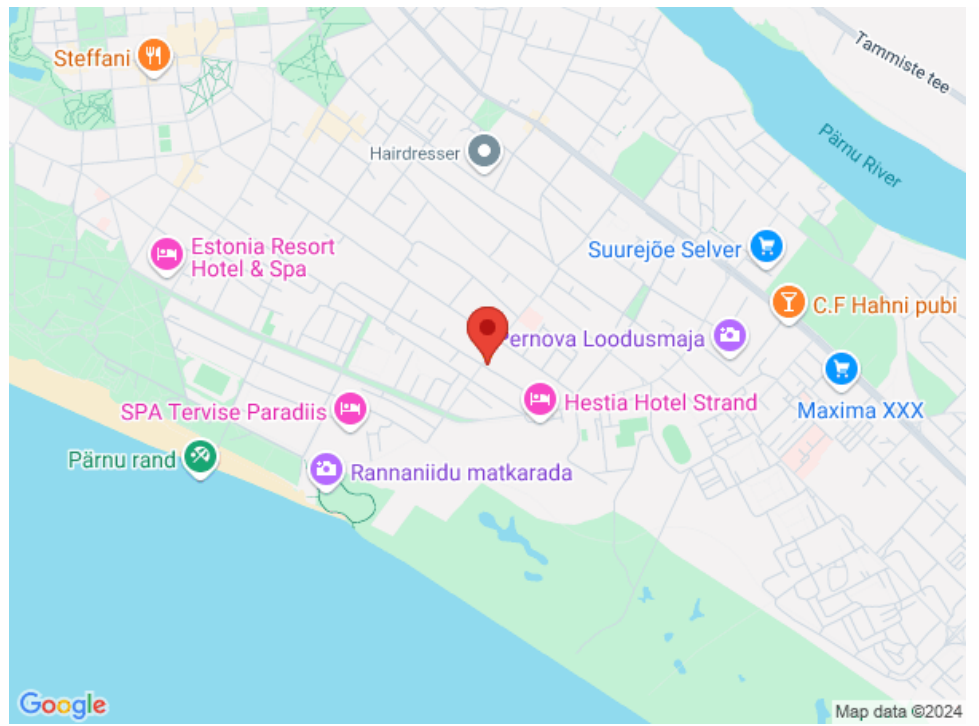 Steffani
Tammiste tee
Hairdresser
Pärnu River
Estonia Resort
Hotel & Spa
Suurejõe Selver
C.F Hahni pubi
ernova Loodusmaja
SPA Tervise Paradiis
Hestia Hotel Strand
Maxima XXX
Pärnu rand
Rannaniidu matkarada
Google
Map data ©2024